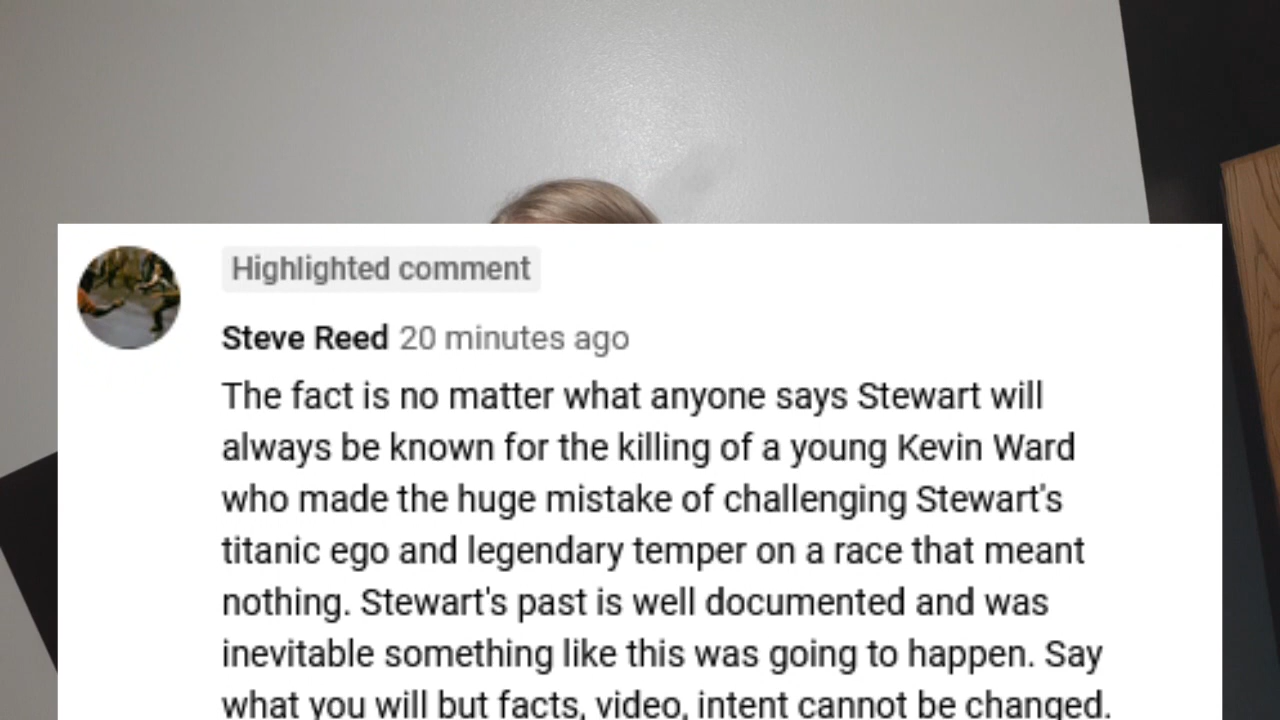 Highlighted comment
Steve Reed 20 minutes ago
The fact is no matter what anyone says Stewart will
always be known for the killing of a young Kevin Ward
who made the huge mistake of challenging Stewart's
titanic ego and legendary temper on a race that meant
nothing. Stewart's past is well documented and was
inevitable something like this was going to happen. Say
what you will but facts, video, intent cannot be changed.